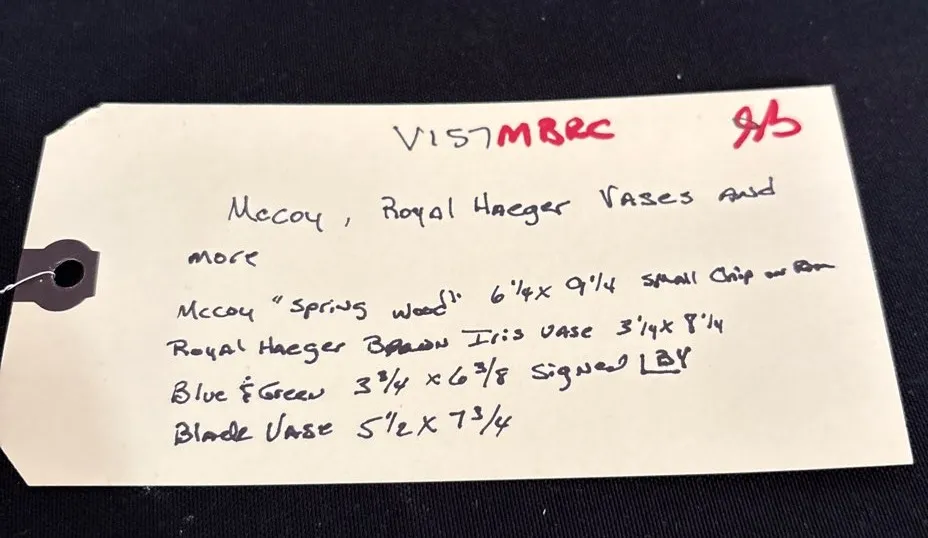 V157MBRC
McCoy, Royal Haeger Vases And
more
McCoy "Spring Wood" 6 1/4 x 9 1/4 small Chip on Rim
Royal Haeger Brown Iris Vase 3 1/4 x 8 1/4
Blue & Green 3 3/4 x 6 3/8 Signed LBY
Black Vase 5 1/2 x 7 3/4